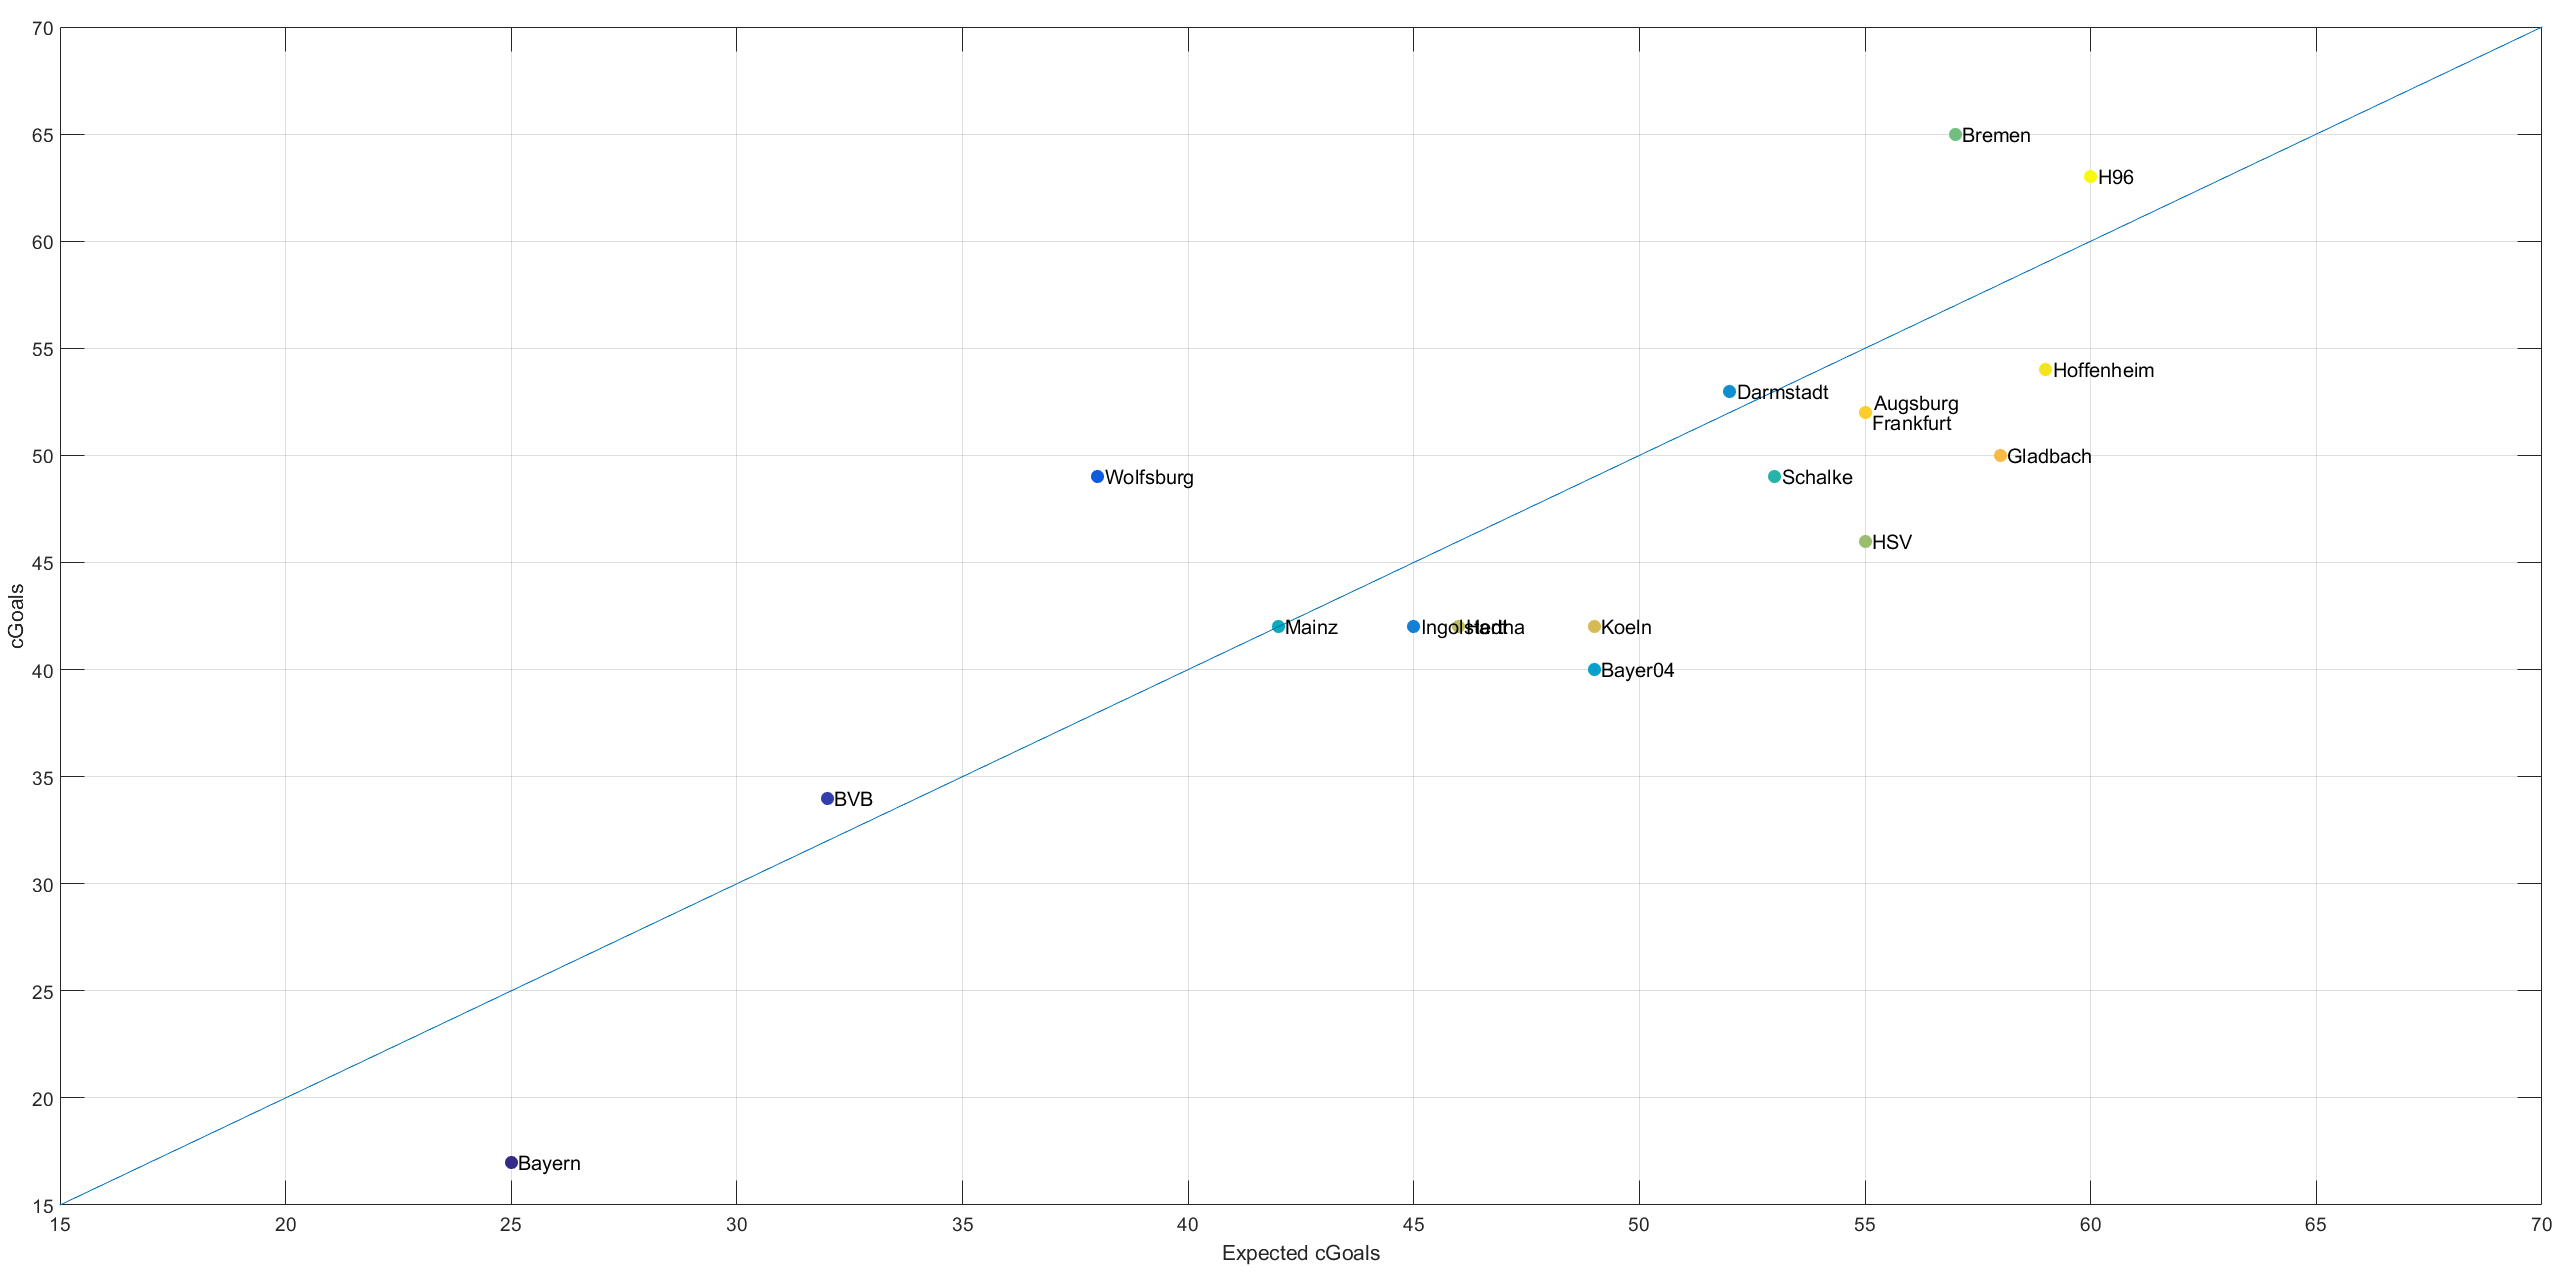 70
65
Bremen
H96
60
55
Hoffenheim
Darmstadt
Augsburg
Frankfurt
50
Gladbach
Wolfsburg
Schalke
HSV
45
cGoals
Mainz
Ingolstadt
Hertha
Koeln
40
Bayer04
35
BVB
30
25
20
Bayern
15
15 20 25 30 35 40 45 50 55 60 65 70
Expected cGoals